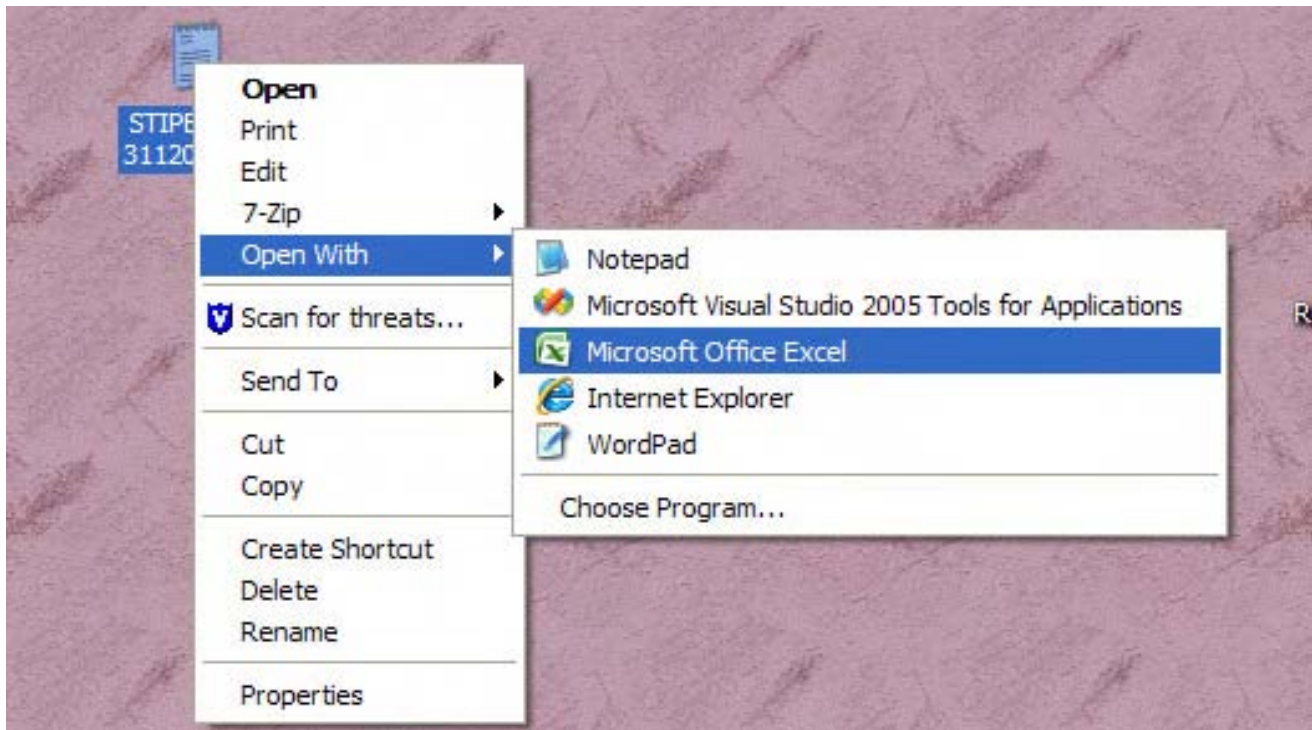 STIPE
31120
Open
Print
Edit
7-Zip
Open With
Scan for threats...
Send To
Cut
Copy
Create Shortcut
Delete
Rename
Properties
Notepad
Microsoft Visual Studio 2005 Tools for Applications
Microsoft Office Excel
Internet Explorer
WordPad
Choose Program...
R